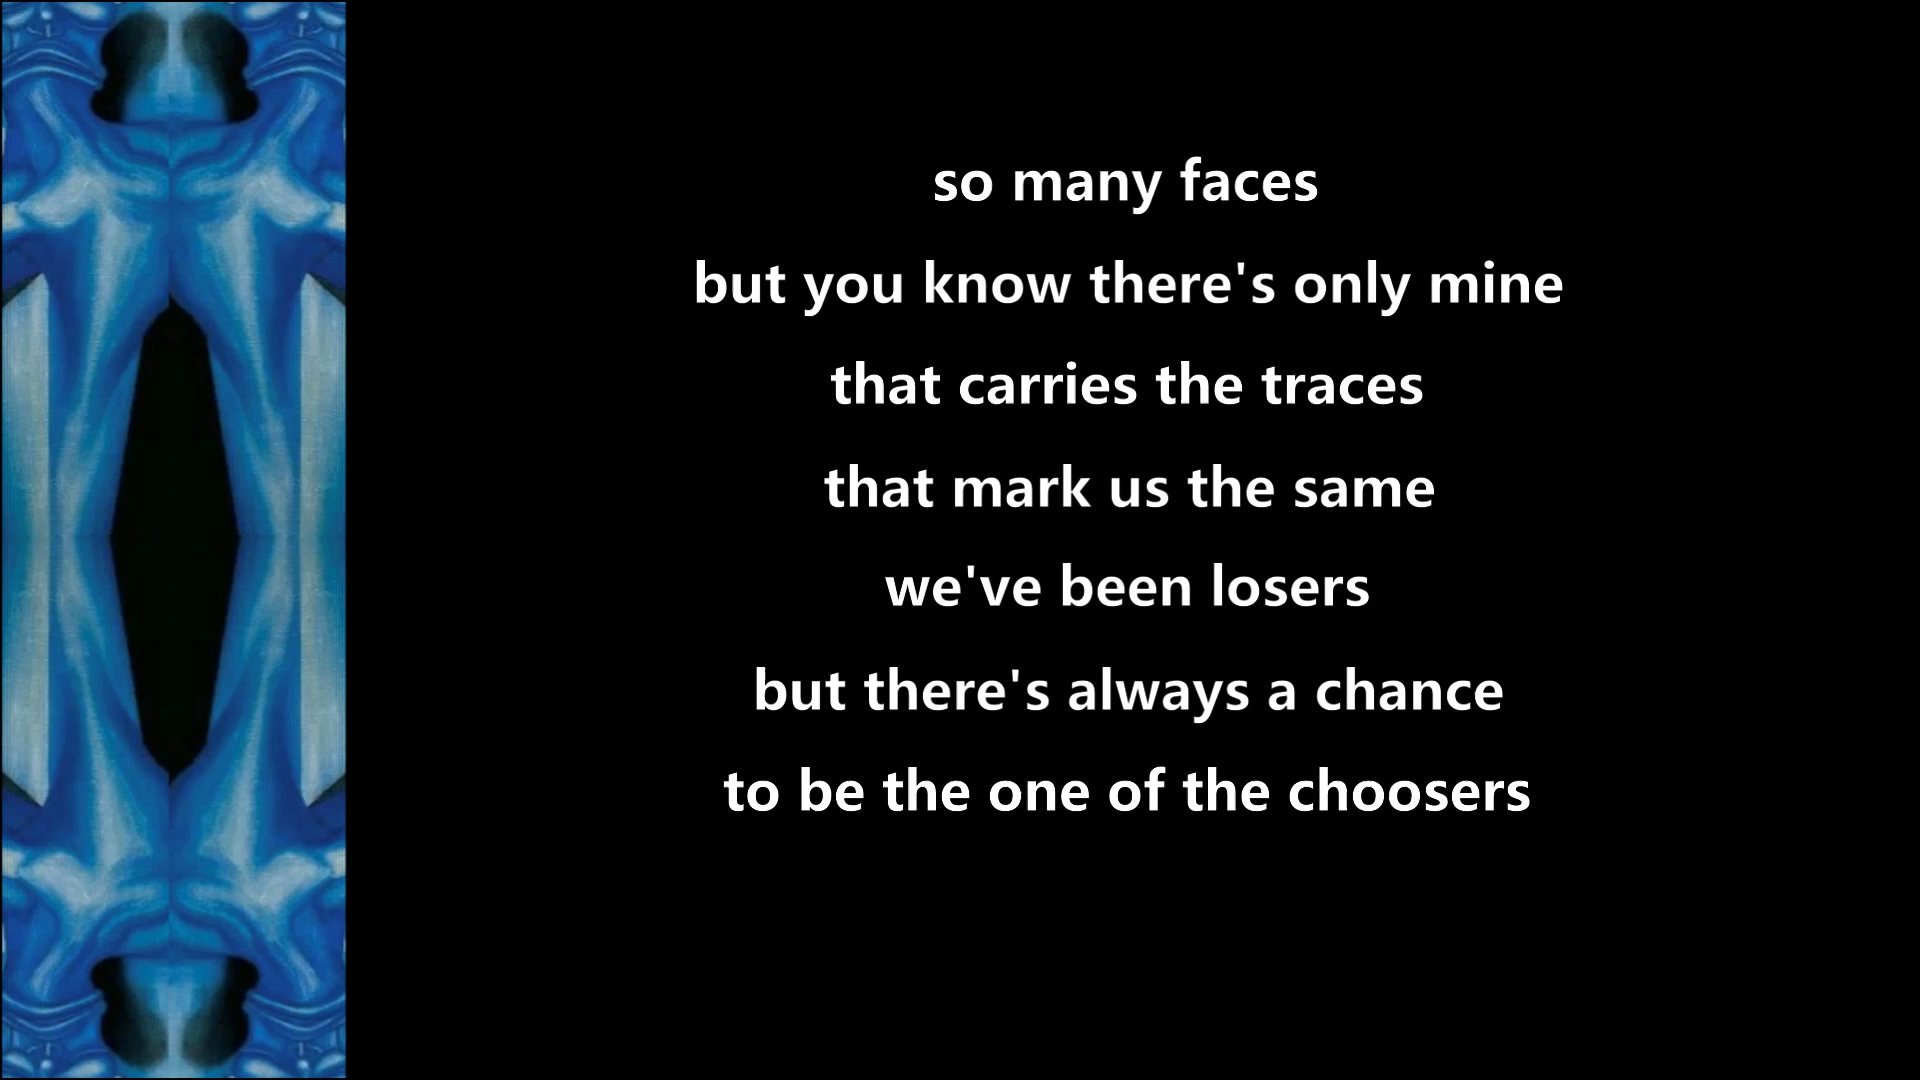 so many faces
but you know there's only mine
that carries the traces
that mark us the same
we've been losers
but there's always a chance
to be the one of the choosers